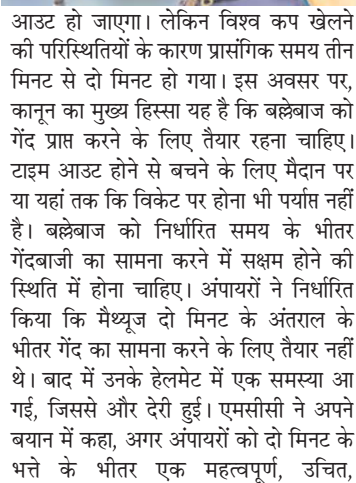 आउट हो जाएगा। लेकिन विश्व कप खेलने
की परिस्थितियों के कारण प्रासंगिक समय तीन
मिनट से दो मिनट हो गया। इस अवसर पर,
कानून का मुख्य हिस्सा यह है कि बल्लेबाज को
गेंद प्राप्त करने के लिए तैयार रहना चाहिए।
टाइम आउट होने से बचने के लिए मैदान पर
या यहां तक कि विकेट पर होना भी पर्याप्त नहीं
है। बल्लेबाज को निर्धारित समय के भीतर
गेंदबाजी का सामना करने में सक्षम होने की
स्थिति में होना चाहिए। अंपायरों ने निर्धारित
किया कि मैथ्यूज दो मिनट के अंतराल के
भीतर गेंद का सामना करने के लिए तैयार नहीं
थे। बाद में उनके हेलमेट में एक समस्या आ
गई, जिससे और देरी हुई। एमसीसी ने अपने
बयान में कहा, अगर अंपायरों को दो मिनट के
भत्ते के भीतर एक महत्वपूर्ण, उचित,